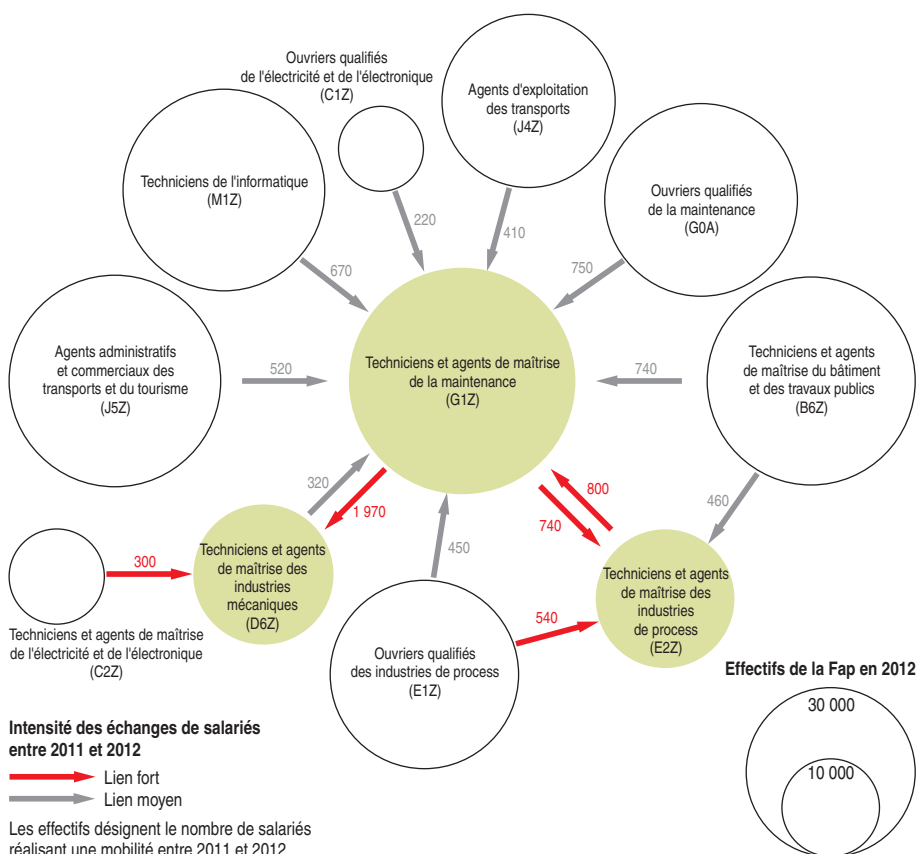 Ouvriers qualifiés
de l'électricité et de l'électronique
(C1Z)
Agents d'exploitation
des transports
(J4Z)
Techniciens de l'informatique
(M1Z)
Ouvriers qualifiés
de la maintenance
(G0A)
220
410
670
750
Agents administratifs
et commerciaux des
transports et du tourisme
(J5Z)
520
Techniciens et agents de maîtrise
de la maintenance
(G1Z)
740
Techniciens et agents
de maîtrise du bâtiment
et des travaux publics
(B6Z)
320
1 970
800
740
460
450
300
Techniciens et agents
de maîtrise des
industries
mécaniques
(D6Z)
Techniciens et agents
de maîtrise des
industries
de process
(E2Z)
540
Techniciens et agents de maîtrise
de l'électricité et de l'électronique
(C2Z)
Ouvriers qualifiés
des industries de process
(E1Z)
Effectifs de la Fap en 2012
30 000
10 000
Intensité des échanges de salariés
entre 2011 et 2012
Lien fort
Lien moyen
Les effectifs désignent le nombre de salariés
réalisant une mobilité entre 2011 et 2012